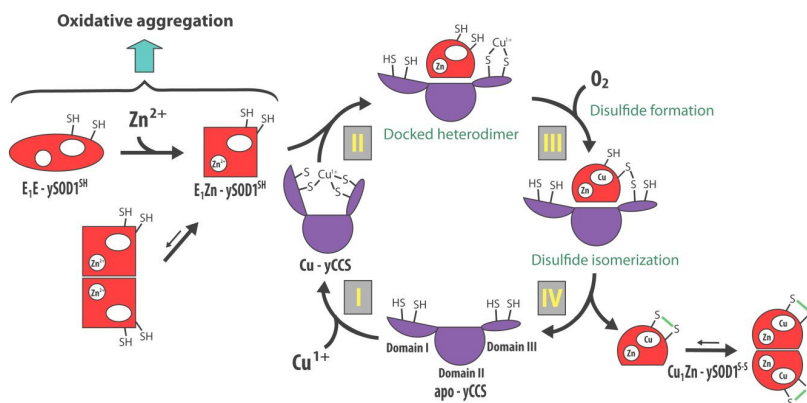 Oxidative aggregation
Zn2+
SH
SH
E1E - ySOD1SH
SH
SH
Zn2+
E1Zn - ySOD1SH
SH
SH
Zn2+
Zn2+
SH
SH
S
S
Cu1+
S
S
Cu - yCCS
I
Cu1+
II
HS
SH
SH
SH
Zn
Cu1+
S
S
Docked heterodimer
III
O2
Disulfide formation
HS
SH
Zn
Cu
S
S
SH
Disulfide isomerization
IV
HS
SH
HS
SH
Domain I
Domain III
Domain II
apo - yCCS
S
S
Cu
Zn
Cu1Zn - ySOD1S-S
S
Cu
Zn
Zn
Cu
S